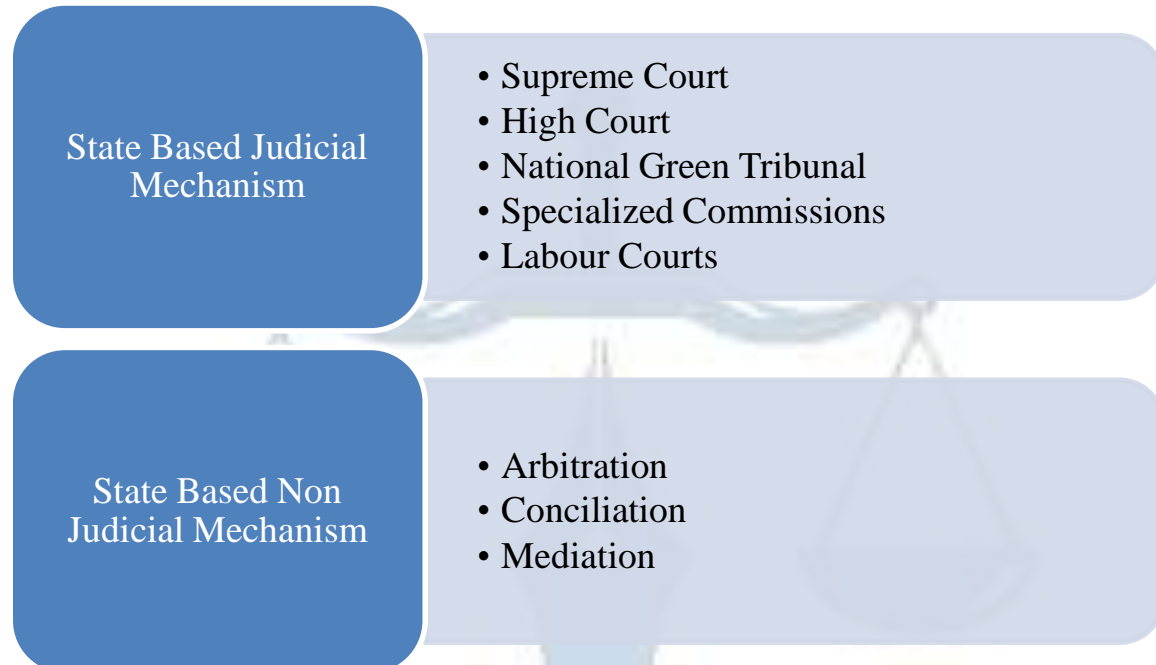 State Based Judicial
Mechanism
• Supreme Court
• High Court
• National Green Tribunal
• Specialized Commissions
• Labour Courts
State Based Non
Judicial Mechanism
• Arbitration
• Conciliation
• Mediation